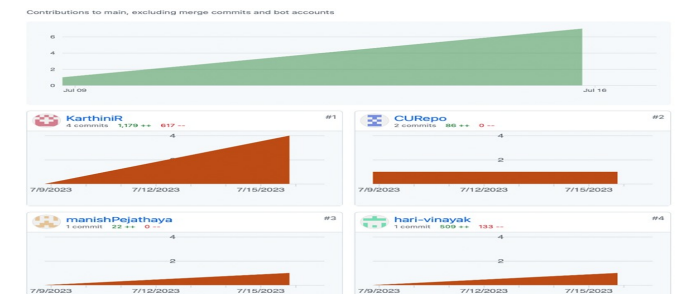 Contributions to main, excluding merge commits and bot accounts
6
4
2
0
Jul 09 Jul 16
KarthiniR #1
4 commits 1,179 ++ 617 --
4
2
7/9/2023 7/12/2023 7/15/2023
CURepo #2
2 commits 86 ++ 0 --
4
2
7/9/2023 7/12/2023 7/15/2023
manishPejathaya #3
1 commit 22 ++ 0 --
4
2
7/9/2023 7/12/2023 7/15/2023
hari-vinayak #4
1 commit 509 ++ 133 --
4
2
7/9/2023 7/12/2023 7/15/2023